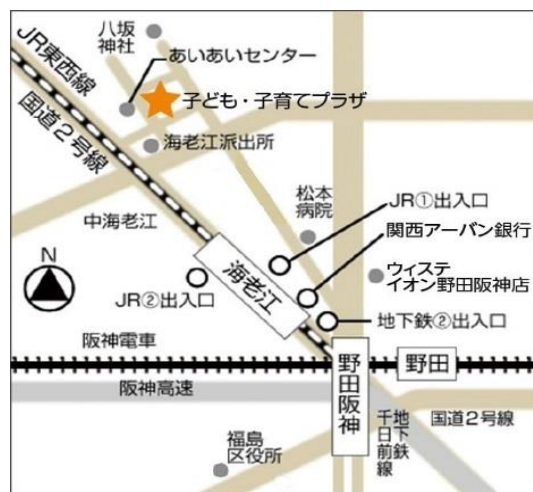 八坂
神社
あいあいセンター
JR東西線
国道2号線
子ども・子育てプラザ
海老江派出所
中海老江
松本
病院
JR①出入口
関西アーバン銀行
N
海老江
ウィステ
イオン野田阪神店
JR②出入口
地下鉄②出入口
阪神電車
野田阪神
野田
阪神高速
千日前線
地下鉄
国道2号線
福島
区役所